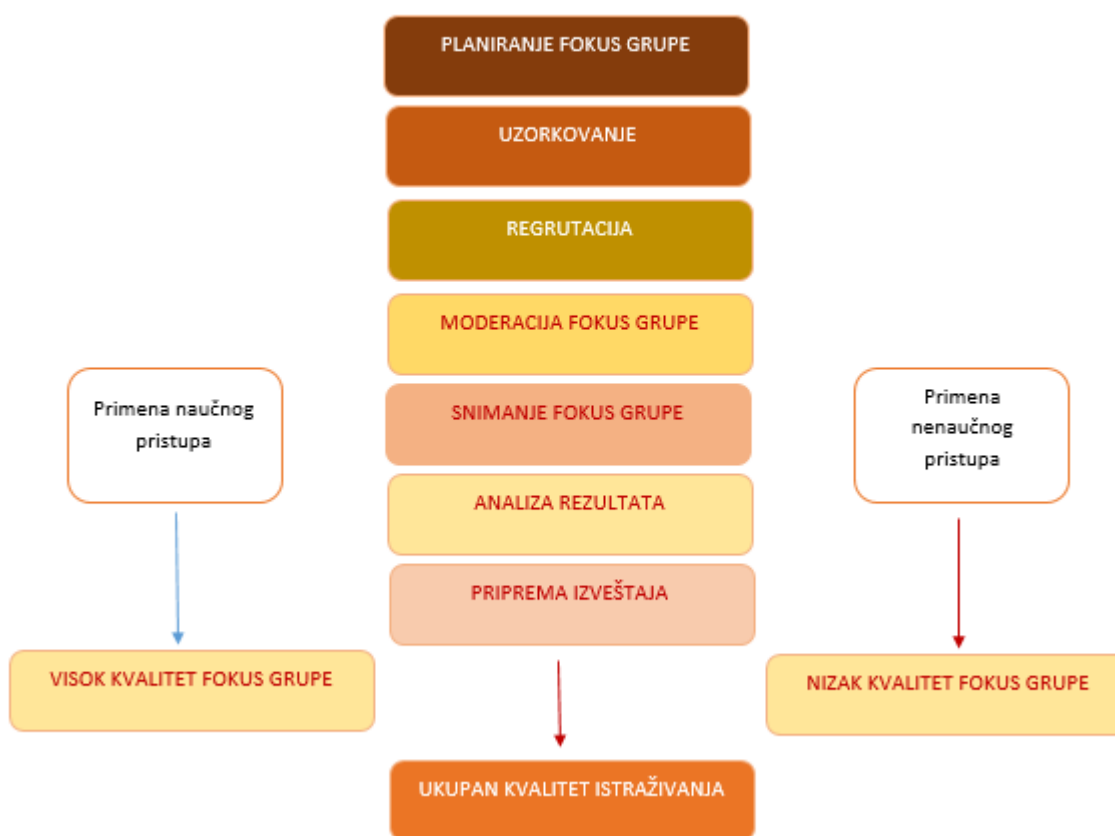 PLANIRANJE FOKUS GRUPE
UZORKOVANJE
REGRUTACIJA
MODERACIJA FOKUS GRUPE
SNIMANJE FOKUS GRUPE
ANALIZA REZULTATA
PRIPREMA IZVEŠTAJA
Primena naučnog
pristupa
Primena
nenaučnog
pristupa
VISOK KVALITET FOKUS GRUPE
NIZAK KVALITET FOKUS GRUPE
UKUPAN KVALITET ISTRAŽIVANJA